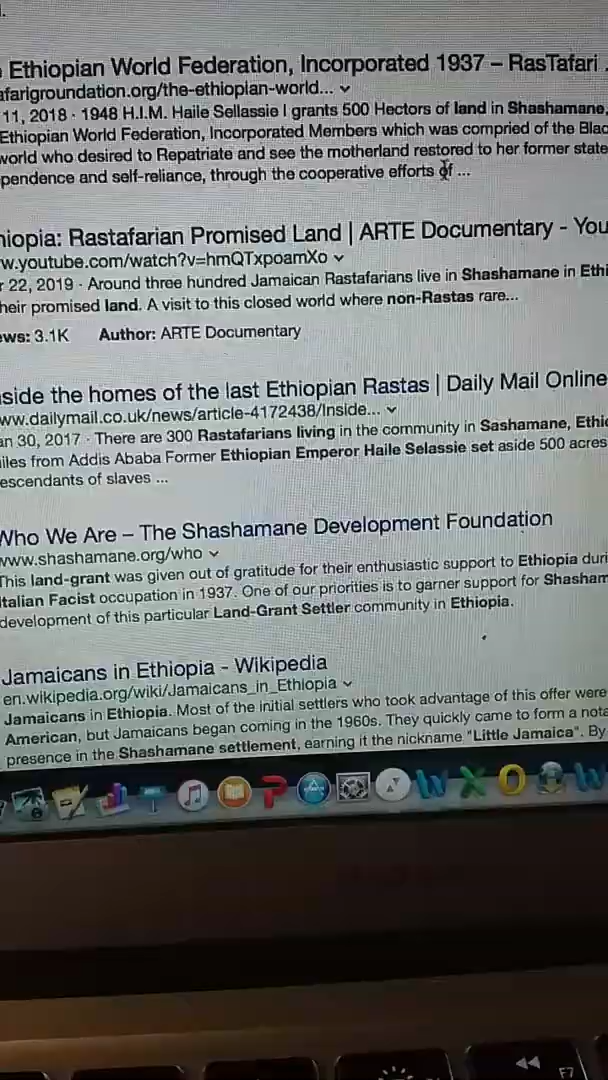 Ethiopian World Federation, Incorporated 1937 – RasTafari
afarigroundation.org/the-ethiopian-world...
11, 2018 · 1948 H.I.M. Haile Sellassie I grants 500 Hectors of land in Shashamane,
Ethiopian World Federation, Incorporated Members which was compried of the Blac
world who desired to Repatriate and see the motherland restored to her former state
pendence and self-reliance, through the cooperative efforts of ...
hiopia: Rastafarian Promised Land | ARTE Documentary - You
w.youtube.com/watch?v=hmQTxpoamXo
r 22, 2019 · Around three hundred Jamaican Rastafarians live in Shashamane in Ethi
heir promised land. A visit to this closed world where non-Rastas rare...
ews: 3.1K Author: ARTE Documentary
side the homes of the last Ethiopian Rastas | Daily Mail Online
ww.dailymail.co.uk/news/article-4172438/Inside...
an 30, 2017 · There are 300 Rastafarians living in the community in Sashamane, Ethio
iles from Addis Ababa Former Ethiopian Emperor Haile Selassie set aside 500 acres
escendants of slaves ...
Who We Are – The Shashamane Development Foundation
www.shashamane.org/who
This land-grant was given out of gratitude for their enthusiastic support to Ethiopia duri
Italian Facist occupation in 1937. One of our priorities is to garner support for Shasham
development of this particular Land-Grant Settler community in Ethiopia.
Jamaicans in Ethiopia - Wikipedia
en.wikipedia.org/wiki/Jamaicans_in_Ethiopia
Jamaicans in Ethiopia. Most of the initial settlers who took advantage of this offer were
American, but Jamaicans began coming in the 1960s. They quickly came to form a nota
presence in the Shashamane settlement, earning it the nickname "Little Jamaica". By
F7